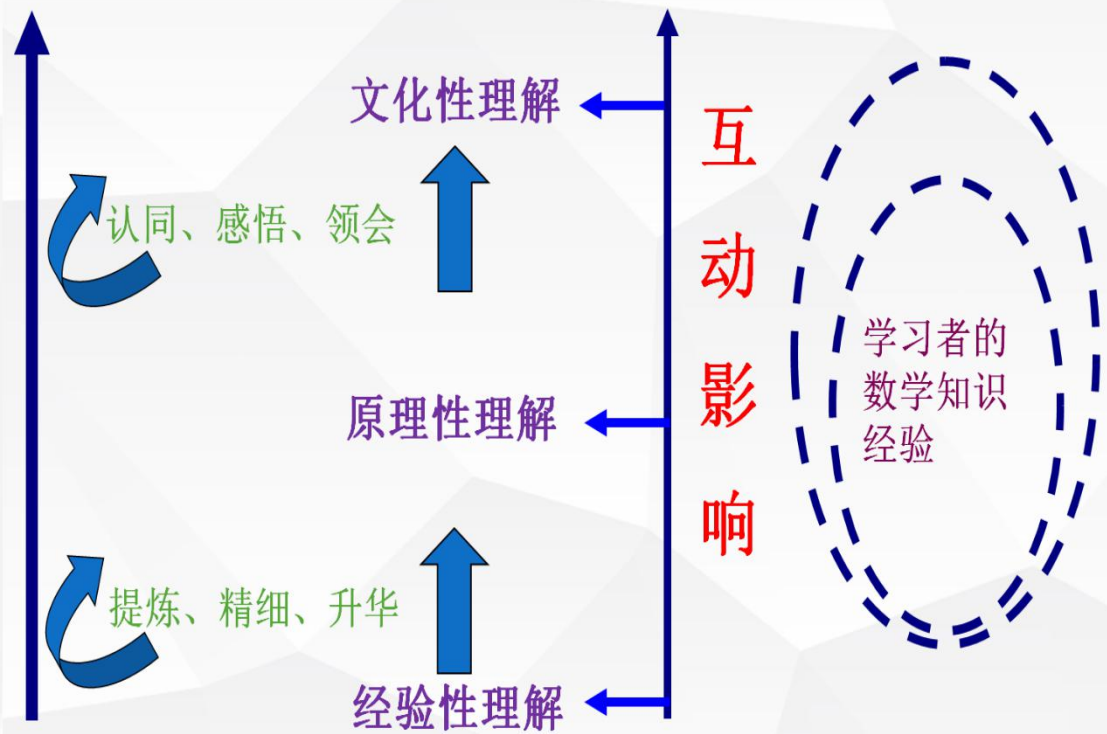 文化性理解
认同、感悟、领会
原理性理解
提炼、精细、升华
经验性理解
互
动
影
响
学习者的
数学知识
经验